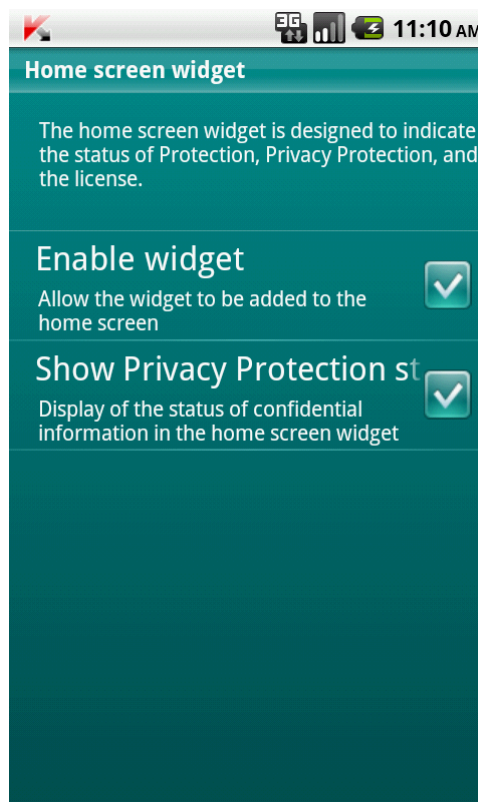 3G 11:10 AM
Home screen widget
The home screen widget is designed to indicate
the status of Protection, Privacy Protection, and
the license.
Enable widget
Allow the widget to be added to the
home screen
Show Privacy Protection st
Display of the status of confidential
information in the home screen widget